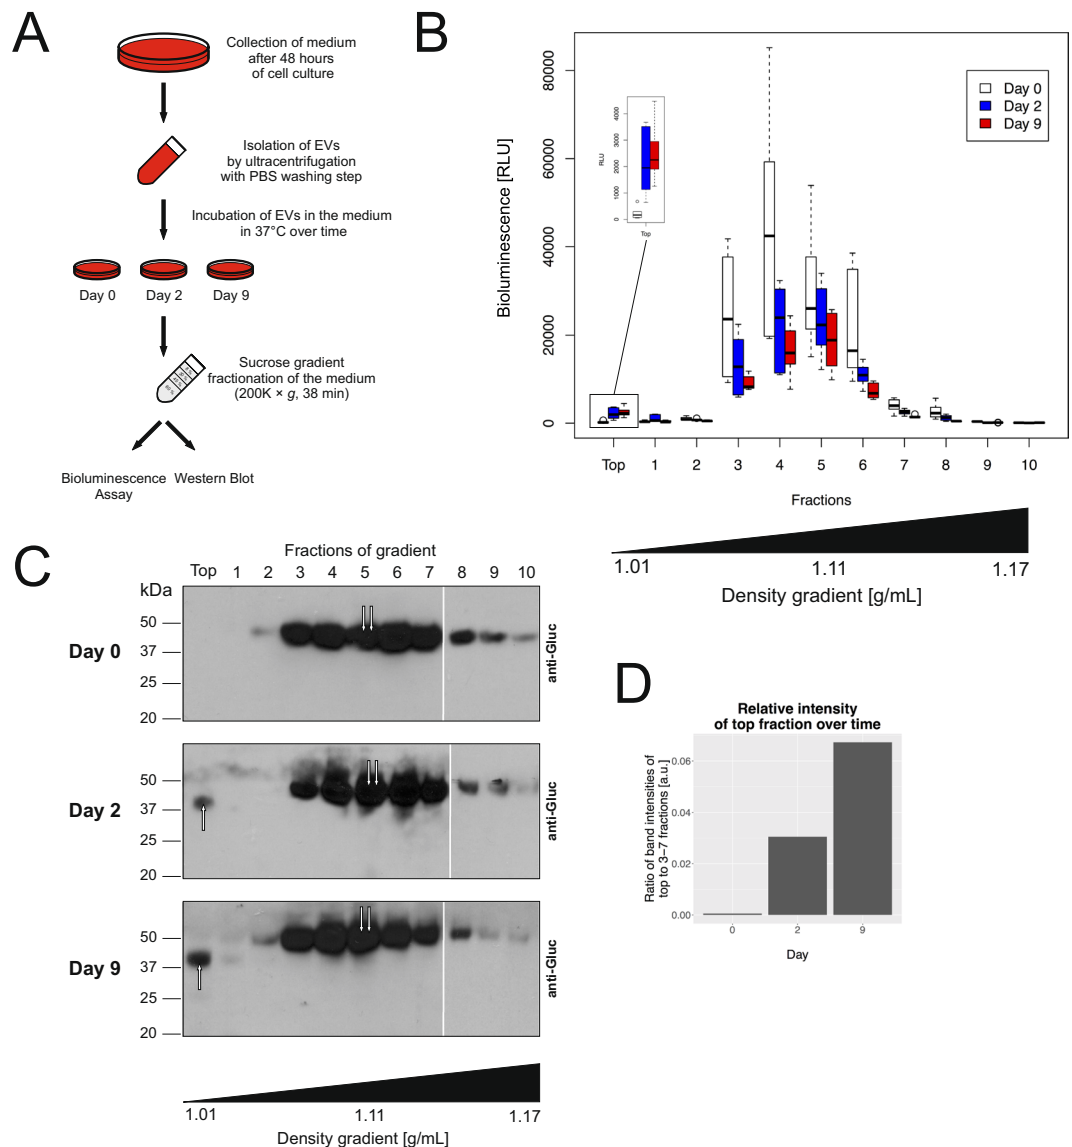 A
Collection of medium
after 48 hours
of cell culture
Isolation of EVs
by ultracentrifugation
with PBS washing step
Incubation of EVs in the medium
in 37°C over time
Day 0 Day 2 Day 9
Sucrose gradient
fractionation of the medium
(200K × g, 38 min)
Bioluminescence Western Blot
Assay
B
Bioluminescence [RLU]
80000
60000
40000
20000
0
Day 0
Day 2
Day 9
RLU
4000
3000
2000
1000
0
Top
Top 1 2 3 4 5 6 7 8 9 10
Fractions
1.01 1.11 1.17
Density gradient [g/mL]
C
Fractions of gradient
Top 1 2 3 4 5 6 7 8 9 10
kDa
Day 0
50
37
25
20
anti-Gluc
Day 2
50
37
25
20
anti-Gluc
Day 9
50
37
25
20
anti-Gluc
1.01 1.11 1.17
Density gradient [g/mL]
D
Relative intensity
of top fraction over time
Ratio of band intensities of
top to 3–7 fractions [a.u.]
0.06
0.04
0.02
0.00
0 2 9
Day